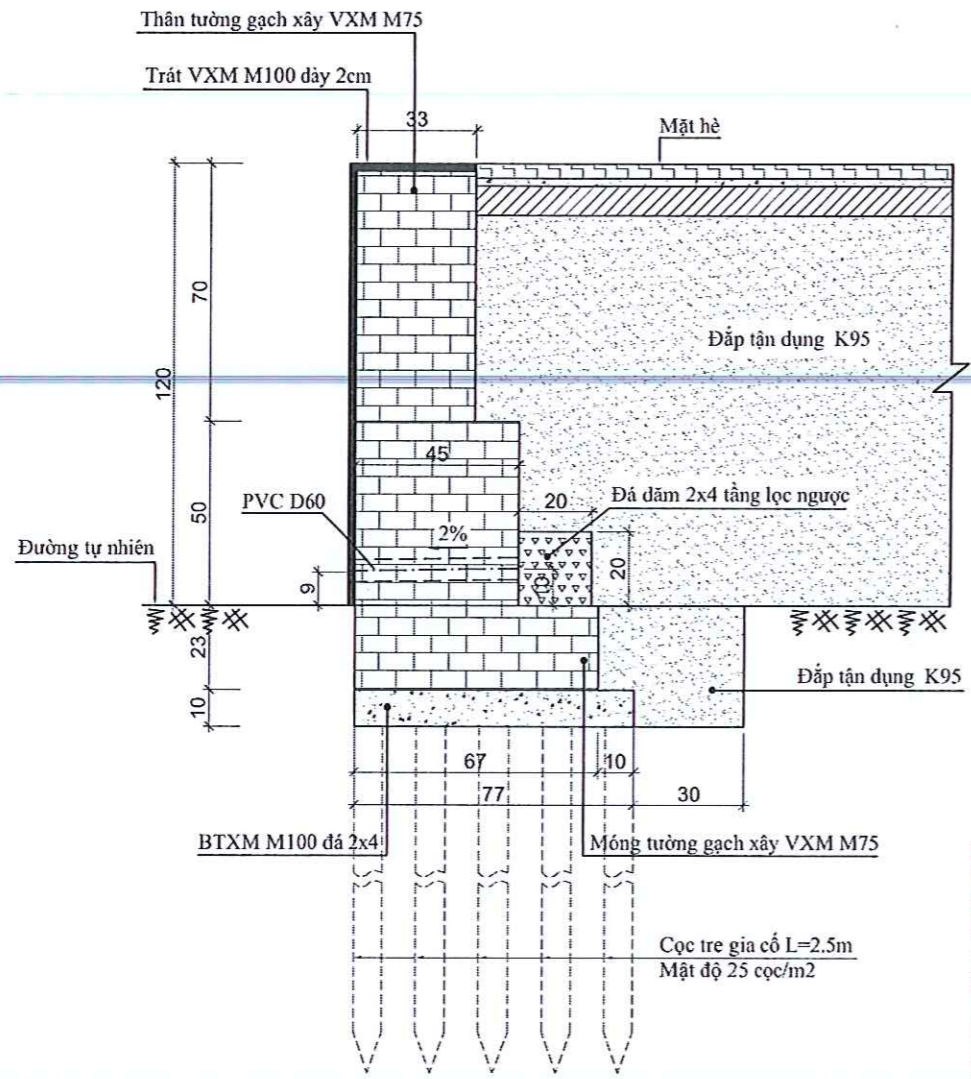 Thân tường gạch xây VXM M75
Trát VXM M100 dày 2cm
33
Mặt hè
70
120
Đắp tận dụng K95
45
50
PVC D60
20
Đá dăm 2x4 tầng lọc ngược
2%
Đường tự nhiên
9
10
20
23
10
Đắp tận dụng K95
67
10
77
30
BTXM M100 đá 2x4
Móng tường gạch xây VXM M75
Cọc tre gia cố L=2.5m
Mật độ 25 cọc/m2